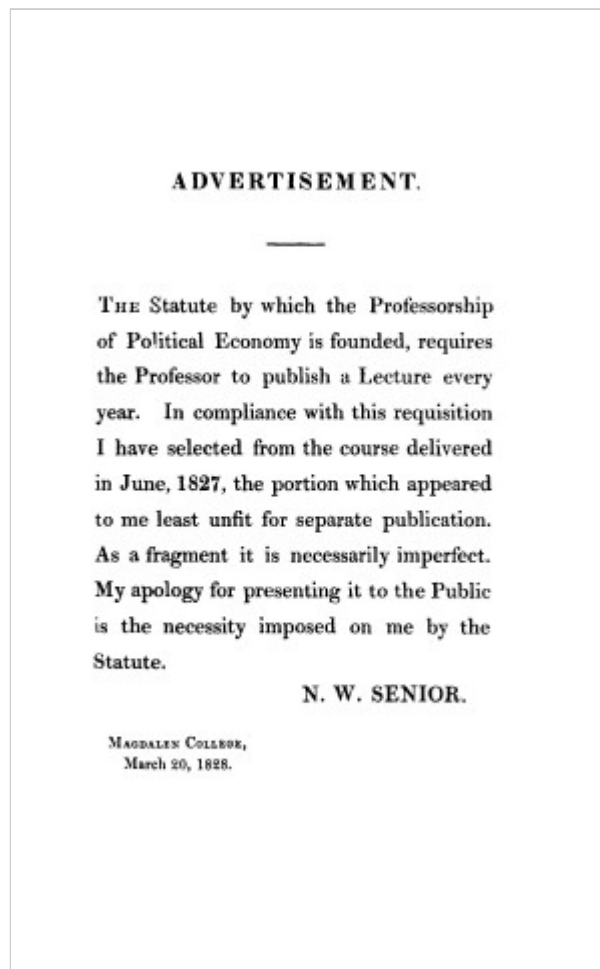 ADVERTISEMENT.
THE Statute by which the Professorship
of Political Economy is founded, requires
the Professor to publish a Lecture every
year. In compliance with this requisition
I have selected from the course delivered
in June, 1827, the portion which appeared
to me least unfit for separate publication.
As a fragment it is necessarily imperfect.
My apology for presenting it to the Public
is the necessity imposed on me by the
Statute.
N. W. SENIOR.
MAGDALEN COLLEGE,
March 20, 1828.